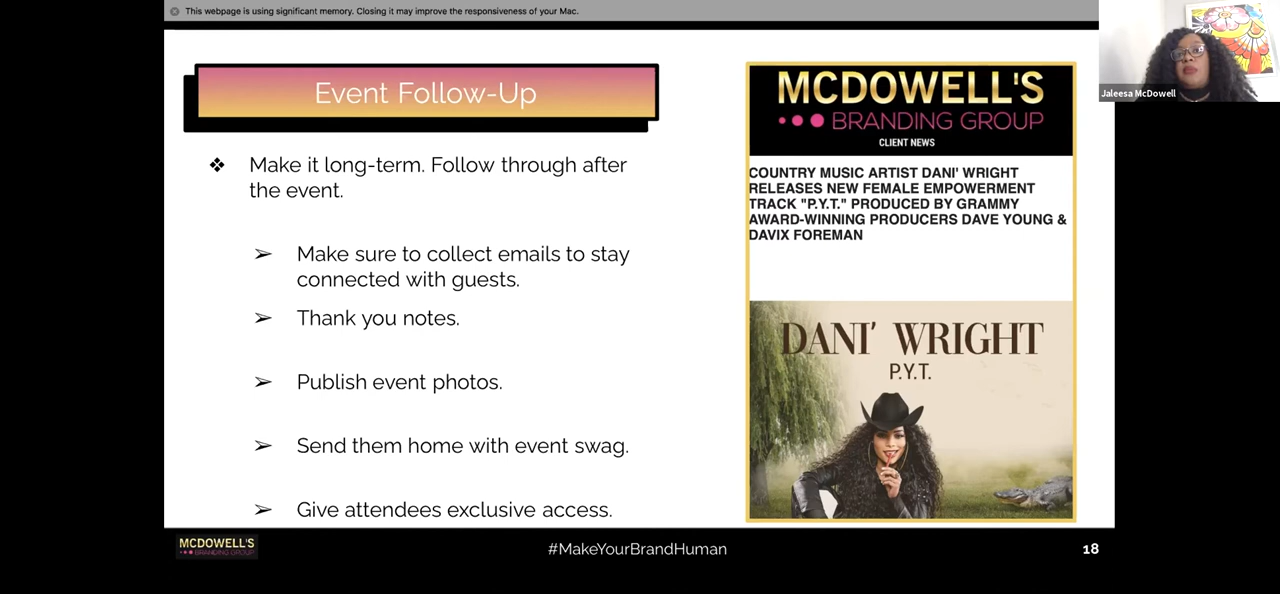 This webpage is using significant memory. Closing it may improve the responsiveness of your Mac.
Event Follow-Up
❖ Make it long-term. Follow through after
the event.
➢ Make sure to collect emails to stay
connected with guests.
➢ Thank you notes.
➢ Publish event photos.
➢ Send them home with event swag.
➢ Give attendees exclusive access.
MCDOWELL'S
BRANDING GROUP
CLIENT NEWS
COUNTRY MUSIC ARTIST DANI' WRIGHT
RELEASES NEW FEMALE EMPOWERMENT
TRACK "P.Y.T." PRODUCED BY GRAMMY
AWARD-WINNING PRODUCERS DAVE YOUNG &
DAVIX FOREMAN
DANI' WRIGHT
P.Y.T.
Jaleesa McDowell
MCDOWELL'S
BRANDING GROUP
#MakeYourBrandHuman
18